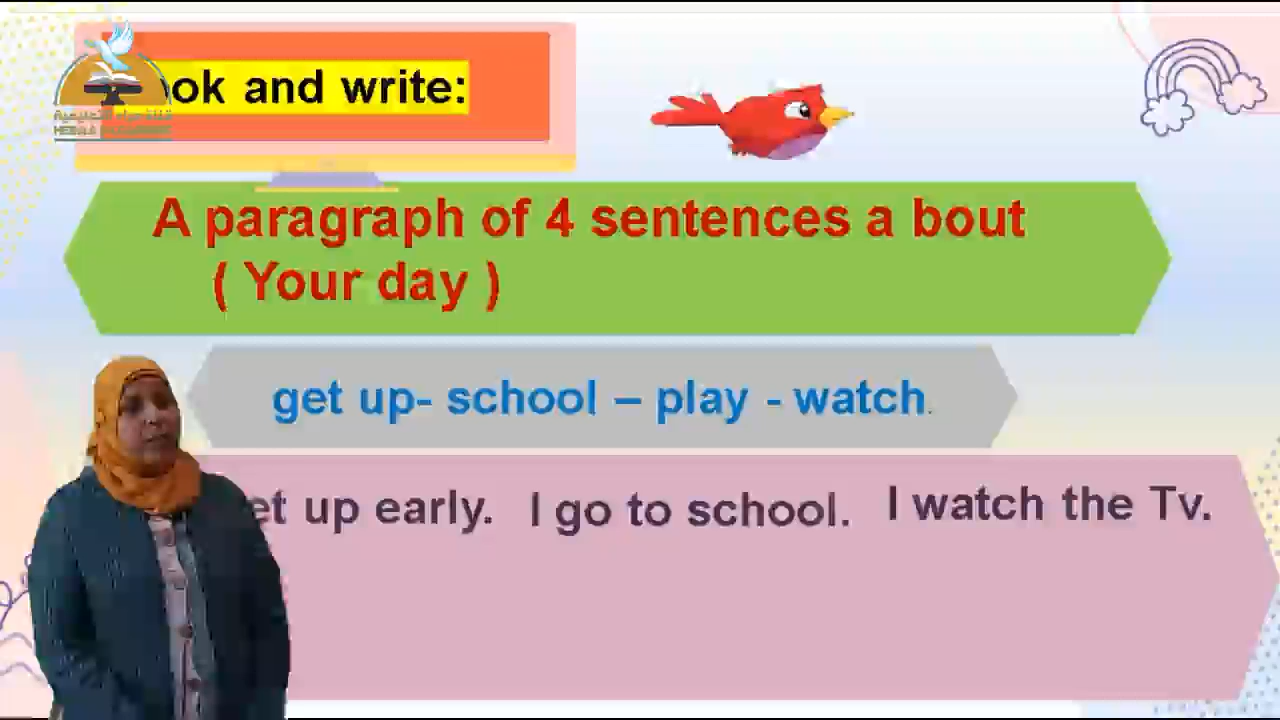 ook and write:
A paragraph of 4 sentences a bout
( Your day )
get up- school – play - watch.
et up early. I go to school. I watch the Tv.